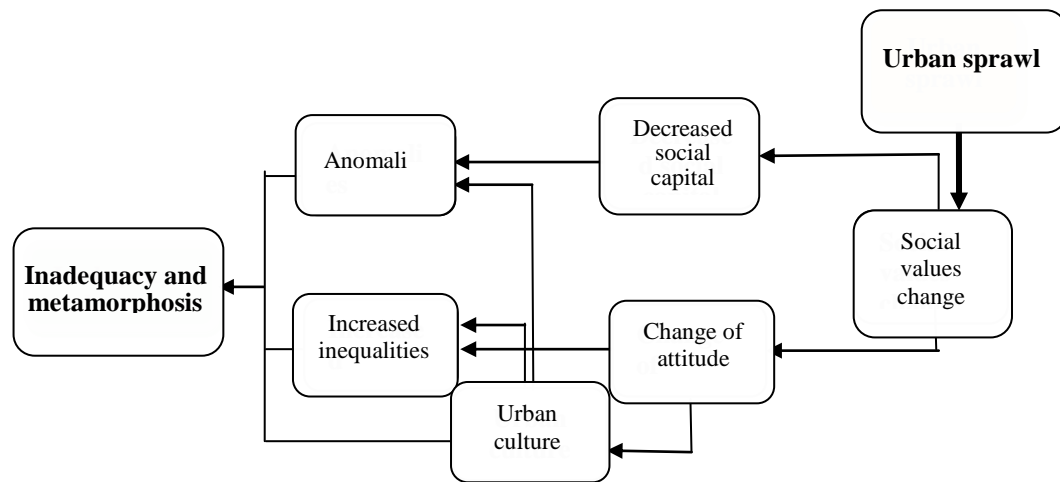 Urban sprawl
Decreased
social
capital
Anomali
Social
values
change
Inadequacy and
metamorphosis
Increased
inequalities
Change of
attitude
Urban
culture